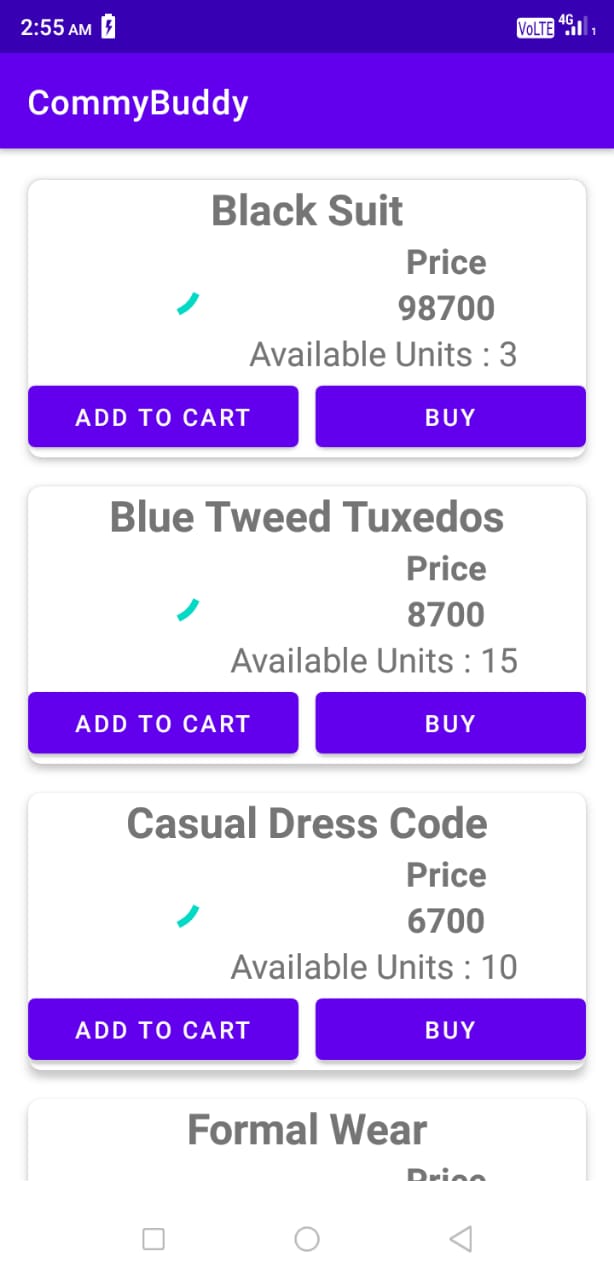 2:55 AM VoLTE 4G 1
CommyBuddy
Black Suit
Price
98700
Available Units : 3
ADD TO CART BUY
Blue Tweed Tuxedos
Price
8700
Available Units : 15
ADD TO CART BUY
Casual Dress Code
Price
6700
Available Units : 10
ADD TO CART BUY
Formal Wear
Price